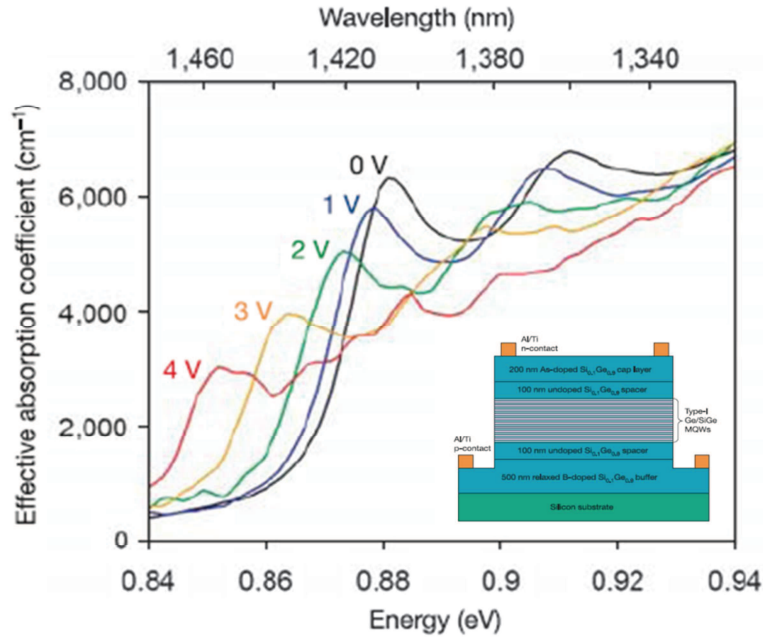 Wavelength (nm)
1,460 1,420 1,380 1,340
Effective absorption coefficient (cm⁻¹)
8,000
6,000
4,000
2,000
0
0 V
1 V
2 V
3 V
4 V
Al/Ti
n-contact
200 nm As-doped Si₀.₁Ge₀.₉ cap layer
100 nm undoped Si₀.₁Ge₀.₉ spacer
Type-I
Ge/SiGe
MQWs
Al/Ti
p-contact
100 nm undoped Si₀.₁Ge₀.₉ spacer
500 nm relaxed B-doped Si₀.₁Ge₀.₉ buffer
Silicon substrate
0.84 0.86 0.88 0.9 0.92 0.94
Energy (eV)